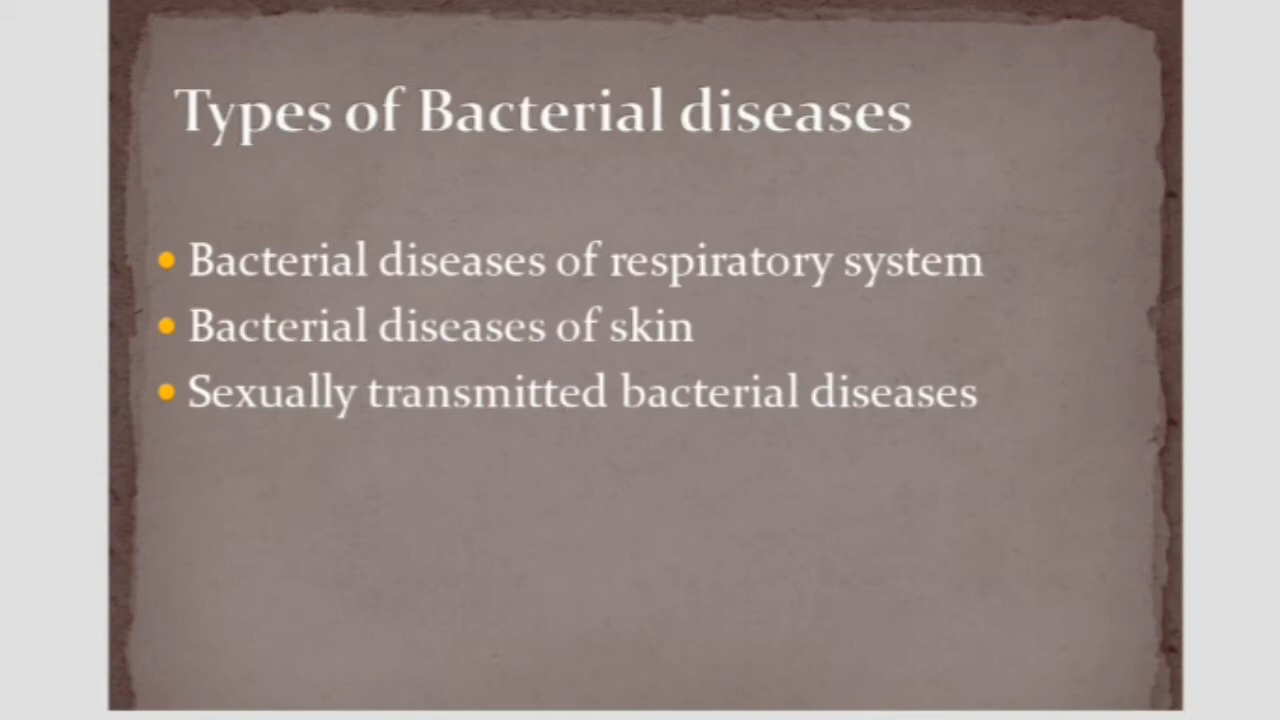 Types of Bacterial diseases
• Bacterial diseases of respiratory system
• Bacterial diseases of skin
• Sexually transmitted bacterial diseases